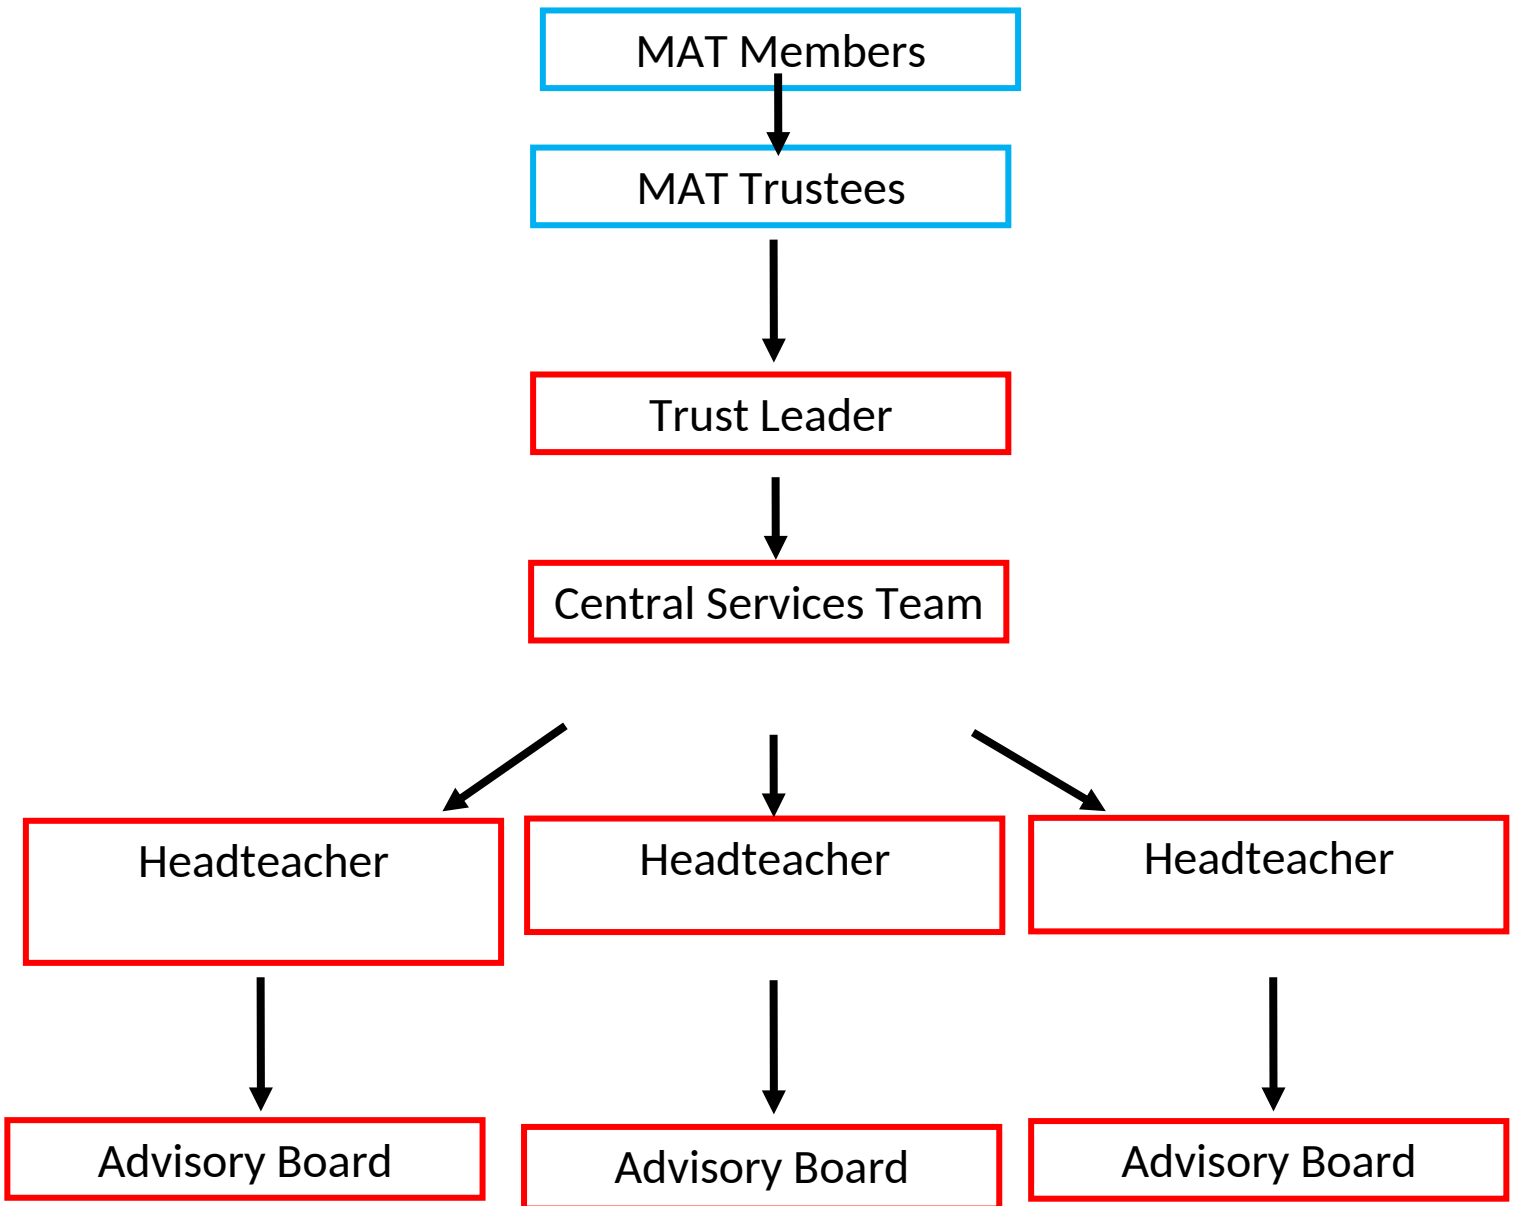 MAT Members
MAT Trustees
Trust Leader
Central Services Team
Headteacher
Headteacher
Headteacher
Advisory Board
Advisory Board
Advisory Board